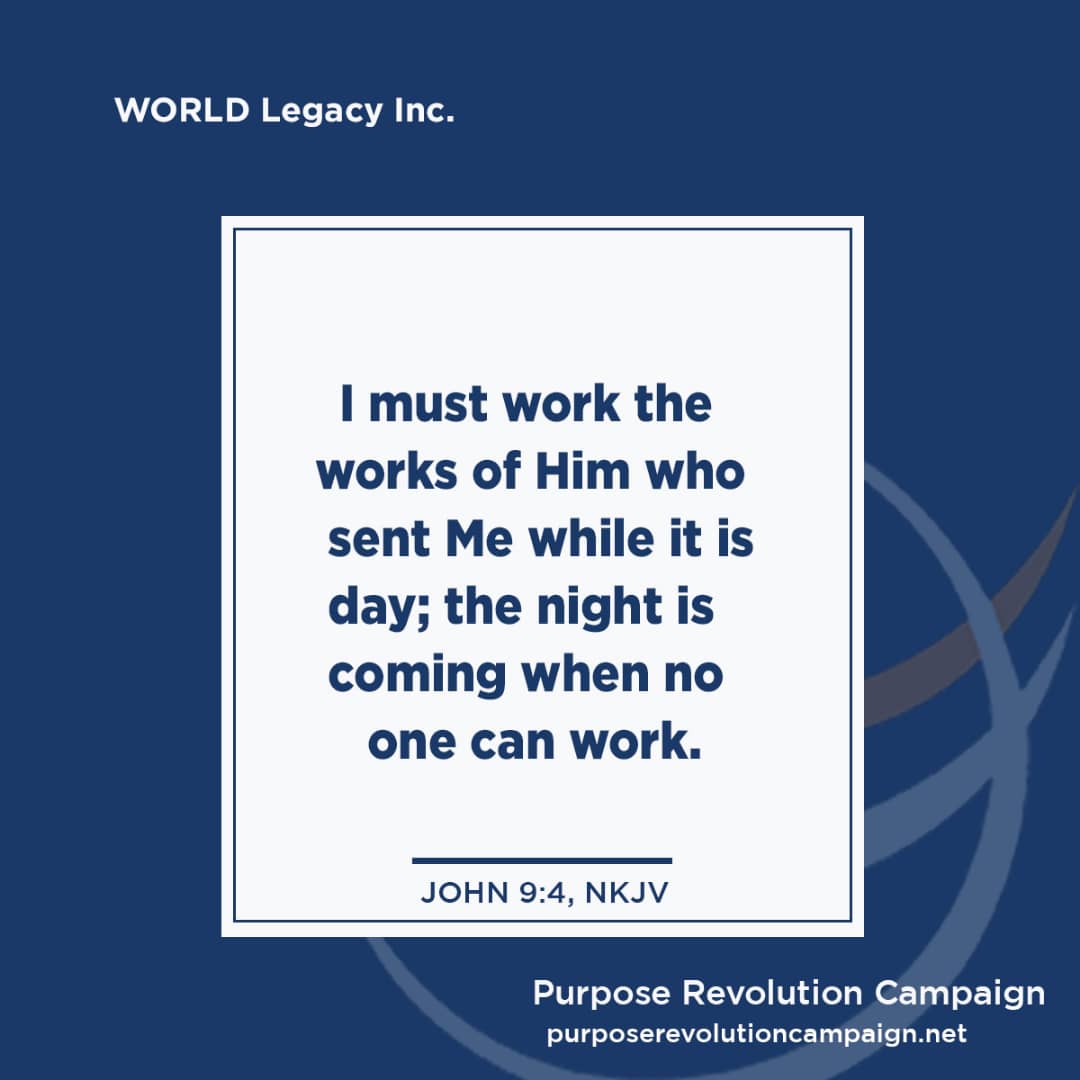 WORLD Legacy Inc.
I must work the
works of Him who
sent Me while it is
day; the night is
coming when no
one can work.
JOHN 9:4, NKJV
Purpose Revolution Campaign
purposerevolutioncampaign.net